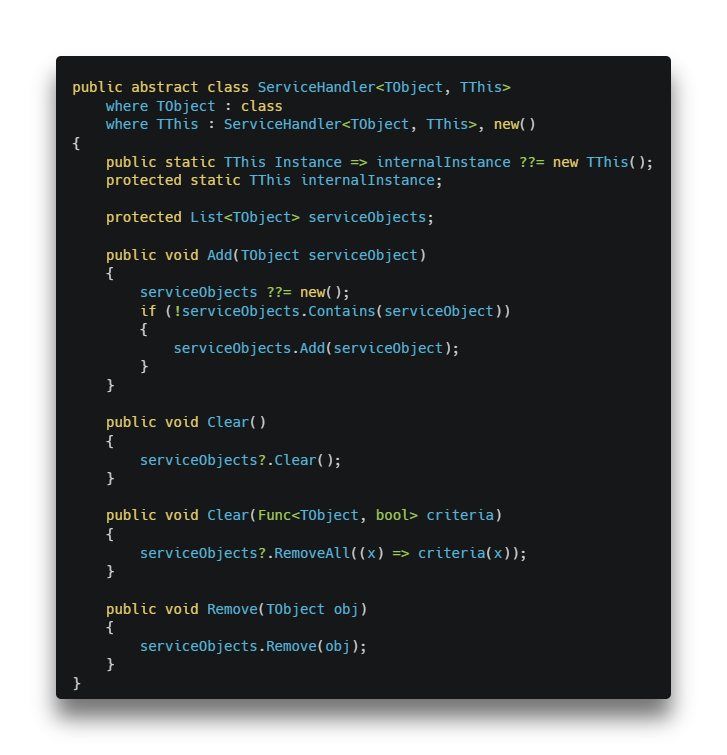 public abstract class ServiceHandler<TObject, TThis>
    where TObject : class
    where TThis : ServiceHandler<TObject, TThis>, new()
{
    public static TThis Instance => internalInstance ??= new TThis();
    protected static TThis internalInstance;

    protected List<TObject> serviceObjects;

    public void Add(TObject serviceObject)
    {
        serviceObjects ??= new();
        if (!serviceObjects.Contains(serviceObject))
        {
            serviceObjects.Add(serviceObject);
        }
    }

    public void Clear()
    {
        serviceObjects?.Clear();
    }

    public void Clear(Func<TObject, bool> criteria)
    {
        serviceObjects?.RemoveAll((x) => criteria(x));
    }

    public void Remove(TObject obj)
    {
        serviceObjects.Remove(obj);
    }
}